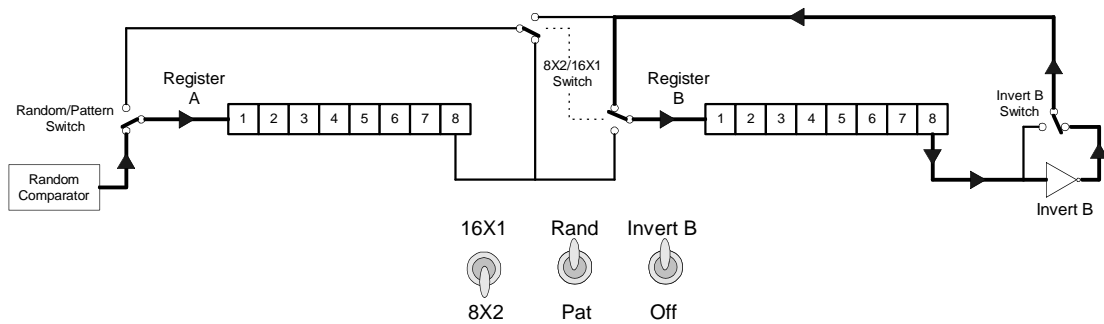 8X2/16X1
Switch
Register
A
Register
B
Random/Pattern
Switch
Invert B
Switch
1 2 3 4 5 6 7 8
1 2 3 4 5 6 7 8
Random
Comparator
Invert B
16X1 Rand Invert B
8X2 Pat Off